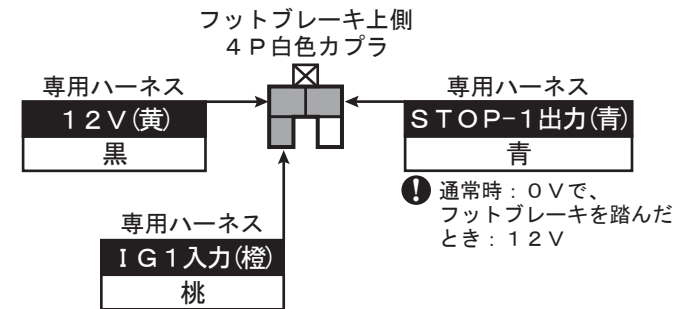 フットブレーキ上側
４Ｐ白色カプラ
専用ハーネス
１２Ｖ(黄)
黒
専用ハーネス
ＳＴＯＰ-１出力(青)
青
! 通常時：０Ｖで、
フットブレーキを踏んだ
とき：１２Ｖ
専用ハーネス
ＩＧ１入力(橙)
桃